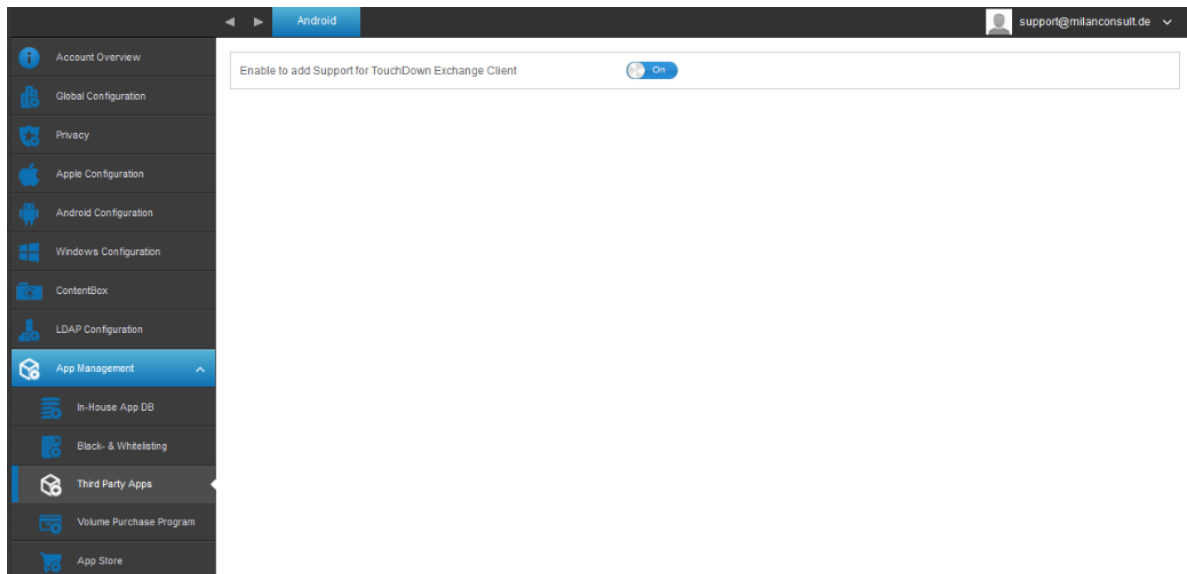 Android
support@milanconsult.de
Account Overview
Global Configuration
Privacy
Apple Configuration
Android Configuration
Windows Configuration
ContentBox
LDAP Configuration
App Management
In-House App DB
Black- & Whitelisting
Third Party Apps
Volume Purchase Program
App Store
Enable to add Support for TouchDown Exchange Client On